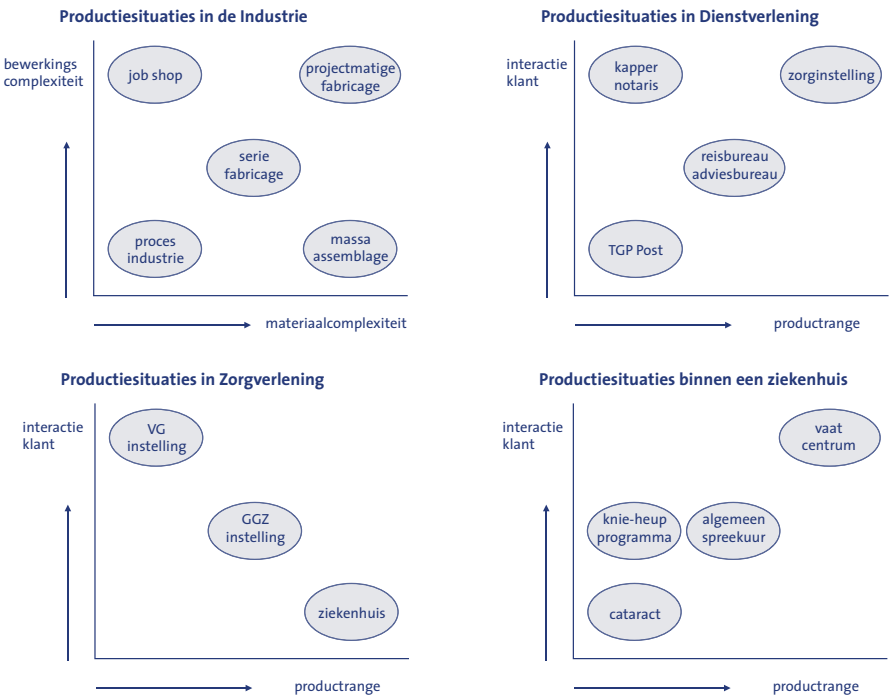 Productiesituaties in de Industrie
bewerkings
complexiteit
job shop
projectmatige
fabricage
serie
fabricage
proces
industrie
massa
assemblage
materiaalcomplexiteit
Productiesituaties in Dienstverlening
interactie
klant
kapper
notaris
zorginstelling
reisbureau
adviesbureau
TGP Post
productrange
Productiesituaties in Zorgverlening
interactie
klant
VG
instelling
GGZ
instelling
ziekenhuis
productrange
Productiesituaties binnen een ziekenhuis
interactie
klant
vaat
centrum
knie-heup
programma
algemeen
spreekuur
cataract
productrange